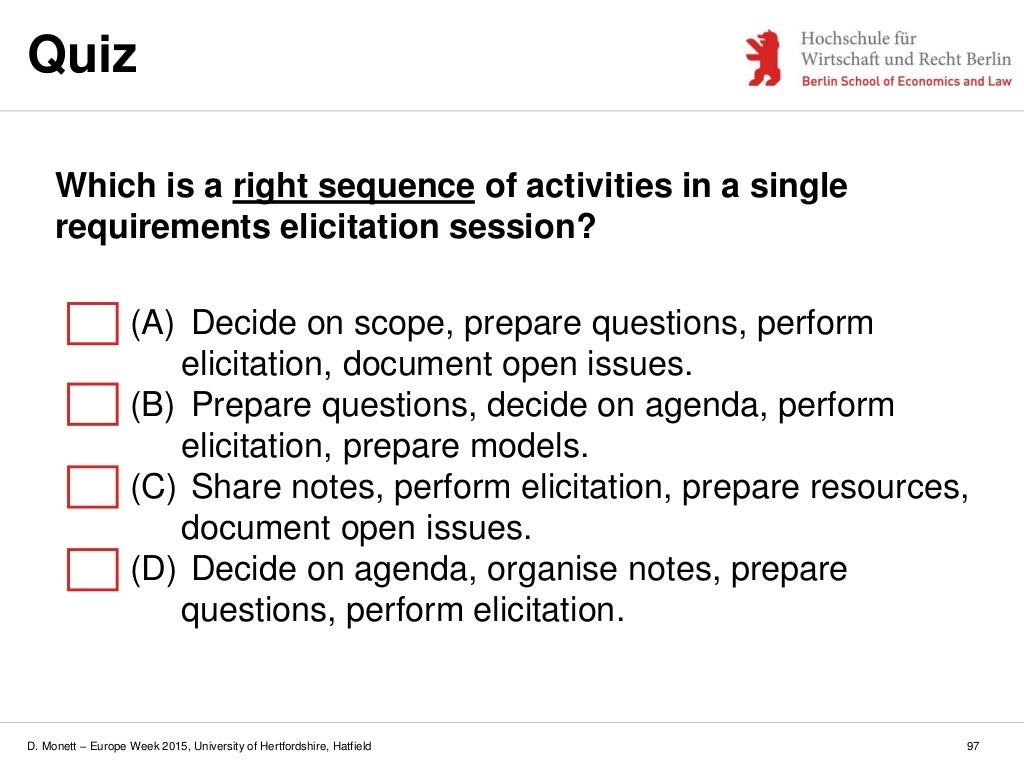 Quiz
Hochschule für
Wirtschaft und Recht Berlin
Berlin School of Economics and Law
Which is a right sequence of activities in a single
requirements elicitation session?
(A) Decide on scope, prepare questions, perform
elicitation, document open issues.
(B) Prepare questions, decide on agenda, perform
elicitation, prepare models.
(C) Share notes, perform elicitation, prepare resources,
document open issues.
(D) Decide on agenda, organise notes, prepare
questions, perform elicitation.
D. Monett – Europe Week 2015, University of Hertfordshire, Hatfield
97